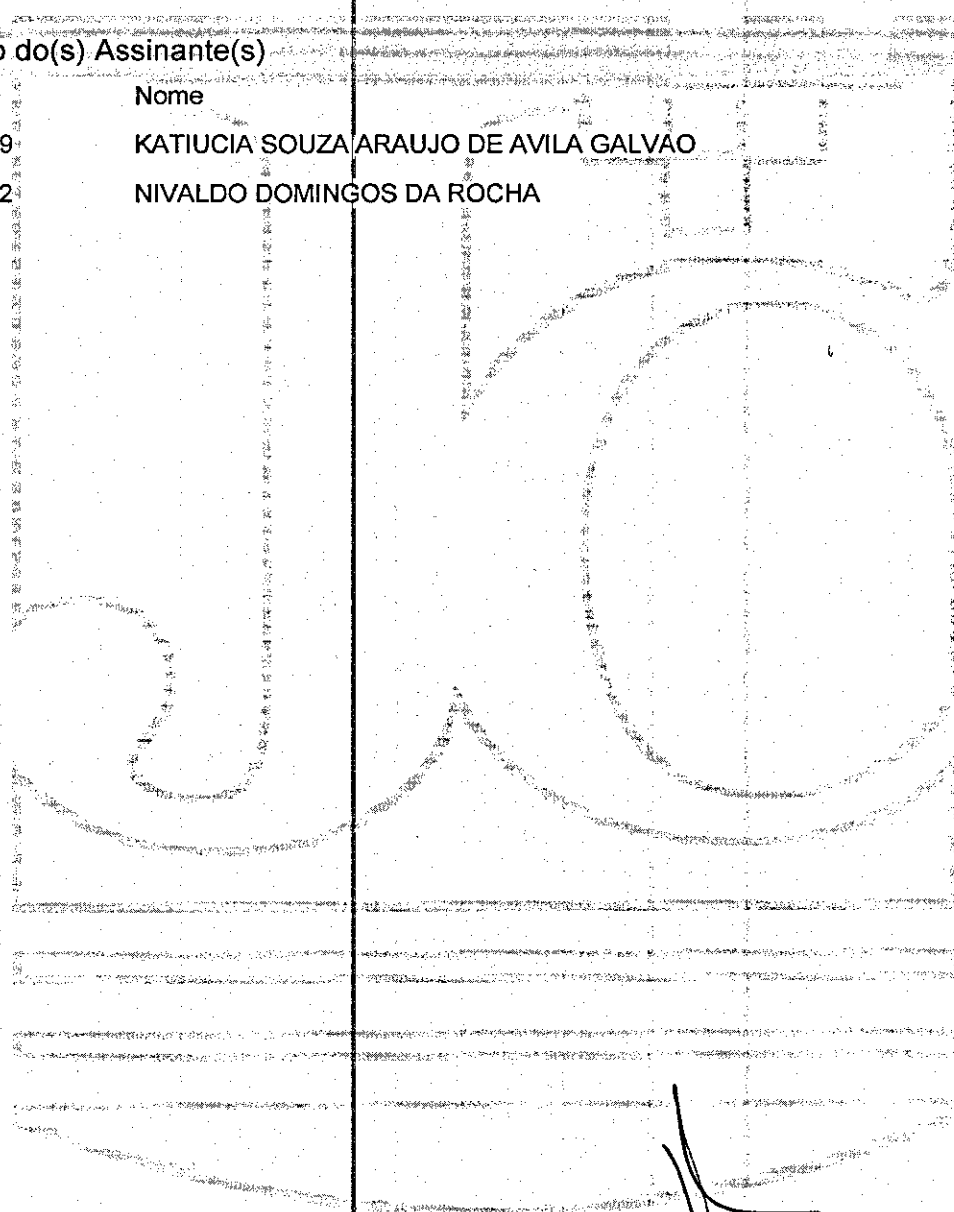 do(s) Assinante(s)
Nome
9 KATIUCIA SOUZA ARAUJO DE AVILA GALVAO
2 NIVALDO DOMINGOS DA ROCHA